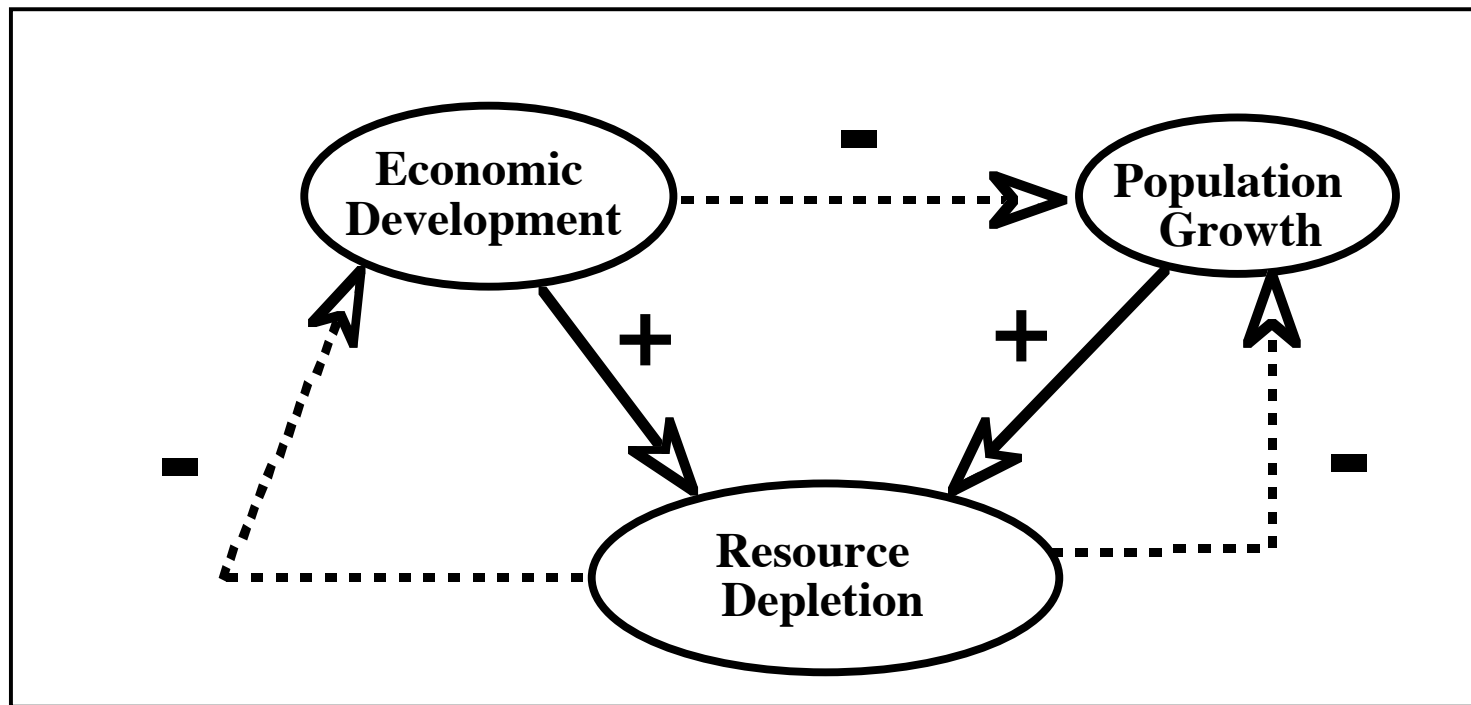 -
Economic
Development
Population
Growth
+
+
-
-
Resource
Depletion